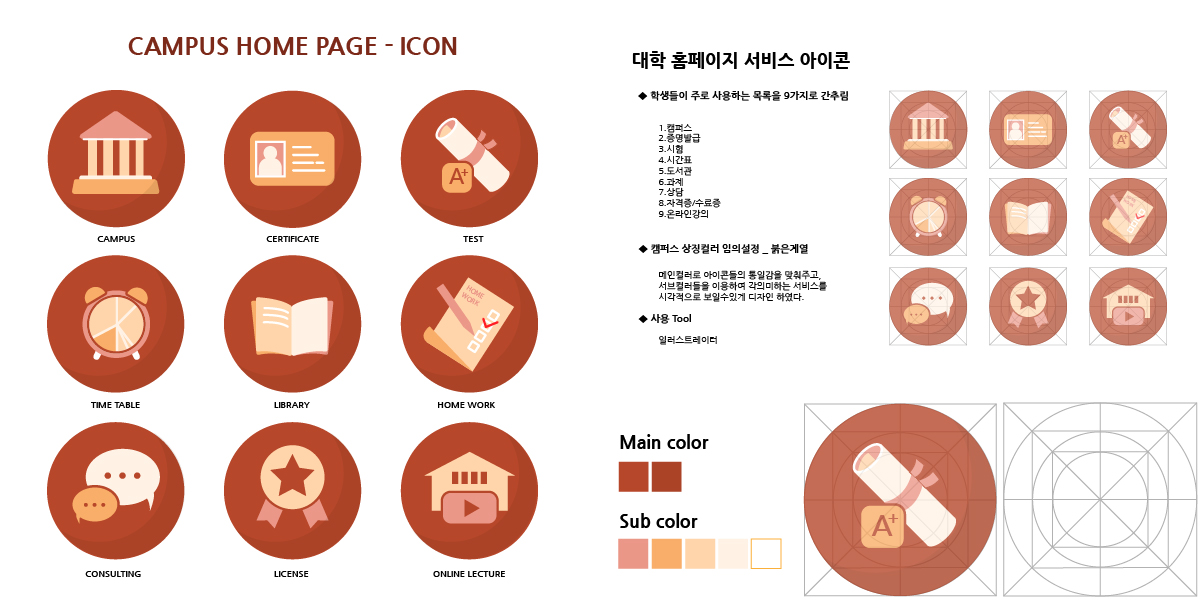 CAMPUS HOME PAGE - ICON
A+
CAMPUS
CERTIFICATE
TEST
HOME
WORK
TIME TABLE
LIBRARY
HOME WORK
CONSULTING
LICENSE
ONLINE LECTURE
대학 홈페이지 서비스 아이콘
◆ 학생들이 주로 사용하는 목록을 9가지로 간추림
1.캠퍼스
2.증명발급
3.시험
4.시간표
5.도서관
6.과제
7.상담
8.자격증/수료증
9.온라인강의
◆ 캠퍼스 상징컬러 임의설정 _ 붉은계열
메인컬러로 아이콘들의 통일감을 맞춰주고,
서브컬러들을 이용하여 각의미하는 서비스를
시각적으로 보일수있게 디자인 하였다.
◆ 사용 Tool
일러스트레이터
A+
Main color
Sub color
A+